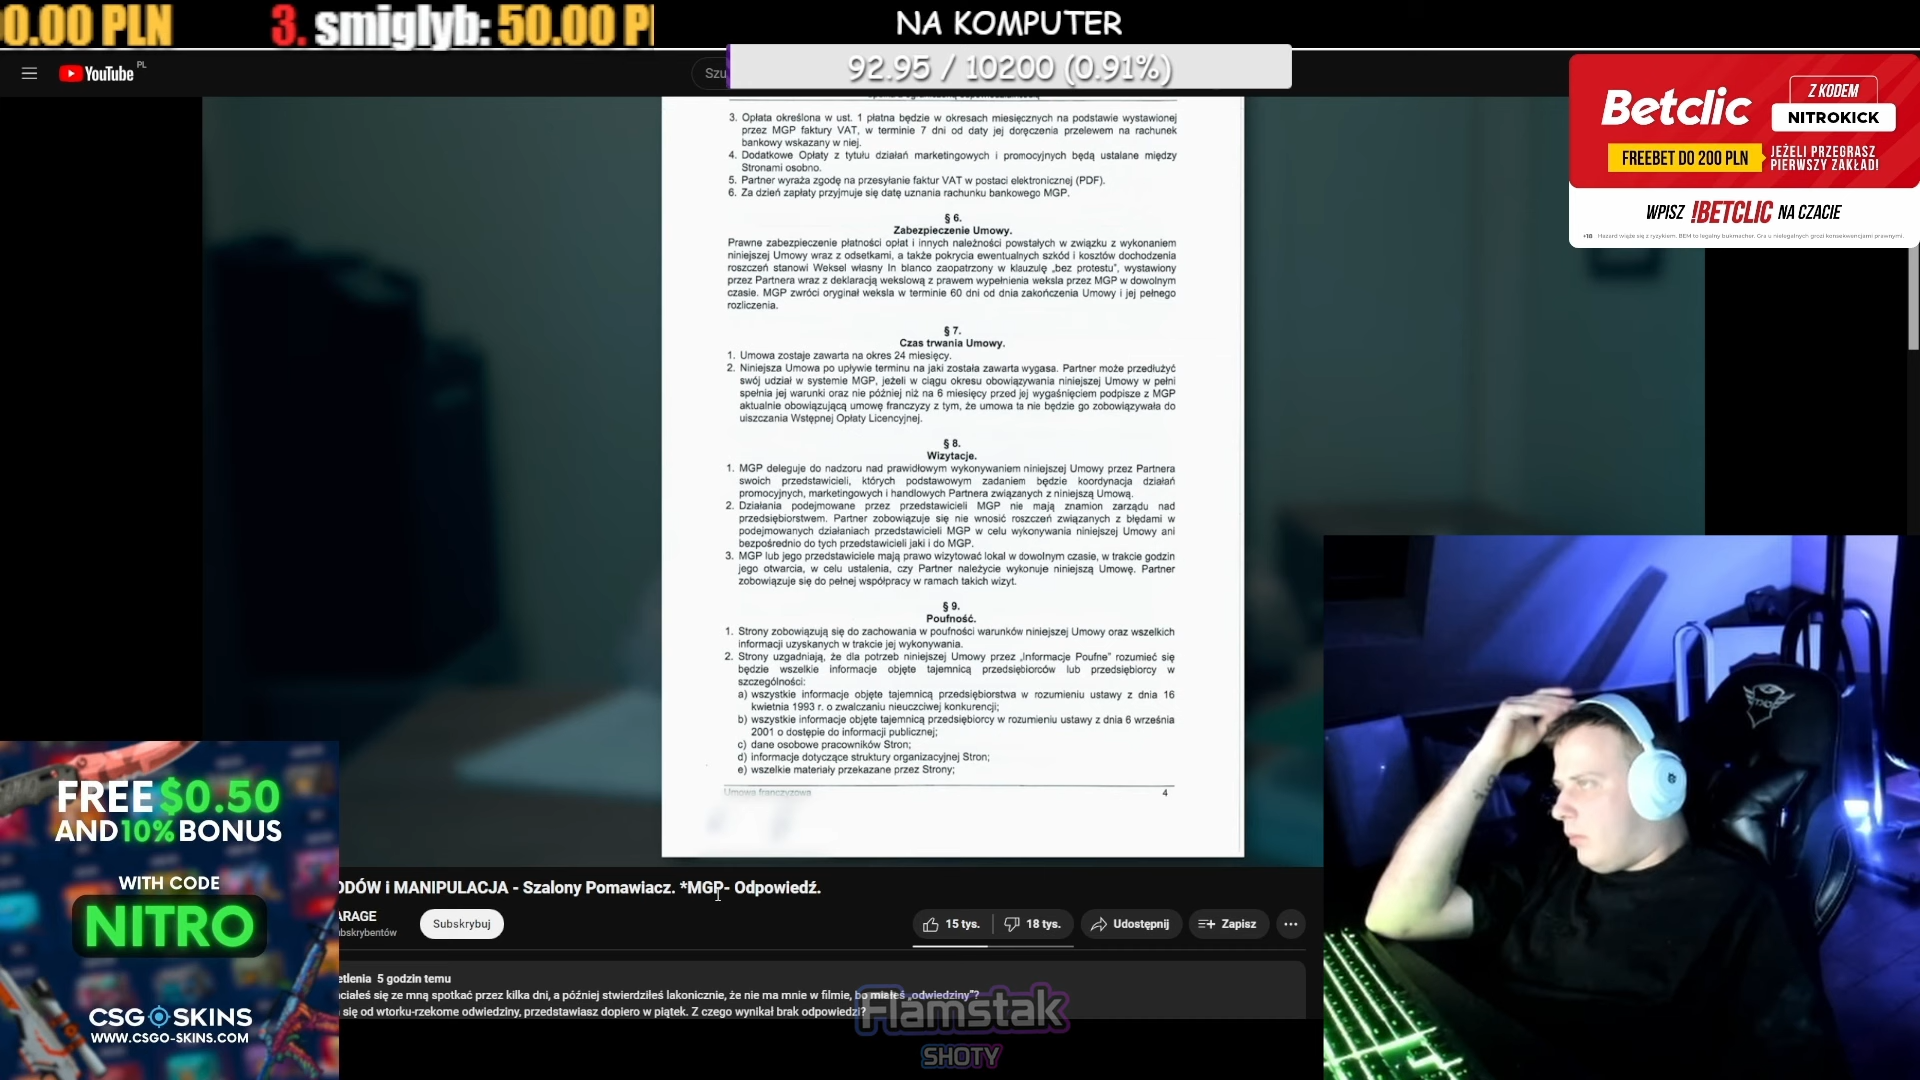 0.00 PLN
3. smiglyb: 50.00 P
NA KOMPUTER
92.95 / 10200 (0.91%)
YouTube PL
Szu
Betclic
Z KODEM
NITROKICK
FREEBET DO 200 PLN
JEŻELI PRZEGRASZ
PIERWSZY ZAKŁAD!
WPISZ !BETCLIC NA CZACIE
+18 Hazard wiąże się z ryzykiem. BEM to legalny bukmacher. Gra u nielegalnych grozi konsekwencjami prawnymi.
3. Opłata określona w ust. 1 płatna będzie w okresach miesięcznych na podstawie wystawionej
przez MGP faktury VAT, w terminie 7 dni od daty jej doręczenia przelewem na rachunek
bankowy wskazany w niej.
4. Dodatkowe Opłaty z tytułu działań marketingowych i promocyjnych będą ustalane między
Stronami osobno.
5. Partner wyraża zgodę na przesyłanie faktur VAT w postaci elektronicznej (PDF).
6. Za dzień zapłaty przyjmuje się datę uznania rachunku bankowego MGP.
§ 6.
Zabezpieczenie Umowy.
Prawne zabezpieczenie płatności opłat i innych należności powstałych w związku z wykonaniem
niniejszej Umowy wraz z odsetkami, a także pokrycia ewentualnych szkód i kosztów dochodzenia
roszczeń stanowi Weksel własny In blanco zaopatrzony w klauzulę „bez protestu”, wystawiony
przez Partnera wraz z deklaracją wekslową z prawem wypełnienia weksla przez MGP w dowolnym
czasie. MGP zwróci oryginał weksla w terminie 60 dni od dnia zakończenia Umowy i jej pełnego
rozliczenia.
§ 7.
Czas trwania Umowy.
1. Umowa zostaje zawarta na okres 24 miesięcy.
2. Niniejsza Umowa po upływie terminu na jaki została zawarta wygasa. Partner może przedłużyć
swój udział w systemie MGP, jeżeli w ciągu okresu obowiązywania niniejszej Umowy w pełni
spełnia jej warunki oraz nie później niż na 6 miesięcy przed jej wygaśnięciem podpisze z MGP
aktualnie obowiązującą umowę franczyzy z tym, że umowa ta nie będzie go zobowiązywała do
uiszczania Wstępnej Opłaty Licencyjnej.
§ 8.
Wizytacje.
1. MGP deleguje do nadzoru nad prawidłowym wykonywaniem niniejszej Umowy przez Partnera
swoich przedstawicieli, których podstawowym zadaniem będzie koordynacja działań
promocyjnych, marketingowych i handlowych Partnera związanych z niniejszą Umową.
2. Działania podejmowane przez przedstawicieli MGP nie mają znamion zarządu nad
przedsiębiorstwem. Partner zobowiązuje się nie wnosić roszczeń związanych z błędami w
podejmowanych działaniach przedstawicieli MGP w celu wykonywania niniejszej Umowy ani
bezpośrednio do tych przedstawicieli jaki i do MGP.
3. MGP lub jego przedstawiciele mają prawo wizytować lokal w dowolnym czasie, w trakcie godzin
jego otwarcia, w celu ustalenia, czy Partner należycie wykonuje niniejszą Umowę. Partner
zobowiązuje się do pełnej współpracy w ramach takich wizyt.
§ 9.
Poufność.
1. Strony zobowiązują się do zachowania w poufności warunków niniejszej Umowy oraz wszelkich
informacji uzyskanych w trakcie jej wykonywania.
2. Strony uzgadniają, że dla potrzeb niniejszej Umowy przez „Informacje Poufne” rozumieć się
będzie wszelkie informacje objęte tajemnicą przedsiębiorców lub przedsiębiorcy w
szczególności:
a) wszystkie informacje objęte tajemnicą przedsiębiorstwa w rozumieniu ustawy z dnia 16
kwietnia 1993 r. o zwalczaniu nieuczciwej konkurencji;
b) wszystkie informacje objęte tajemnicą przedsiębiorcy w rozumieniu ustawy z dnia 6 września
2001 o dostępie do informacji publicznej;
c) dane osobowe pracowników Stron;
d) informacje dotyczące struktury organizacyjnej Stron;
e) wszelkie materiały przekazane przez Strony;
Umowa franczyzowa 4
FREE $0.50
AND 10% BONUS
WITH CODE
NITRO
CSGO SKINS
WWW.CSGO-SKINS.COM
ODÓW i MANIPULACJA - Szalony Pomawiacz. *MGP- Odpowiedź.
ARAGE
bskrybentów
Subskrybuj
15 tys.
18 tys.
Udostępnij
Zapisz
etlenia 5 godzin temu
hciałeś się ze mną spotkać przez kilka dni, a później stwierdziłeś lakonicznie, że nie ma mnie w filmie, bo miałeś „odwiedziny”?
się od wtorku-rzekome odwiedziny, przedstawiasz dopiero w piątek. Z czego wynikał brak odpowiedzi?
Flamstak
SHOTY